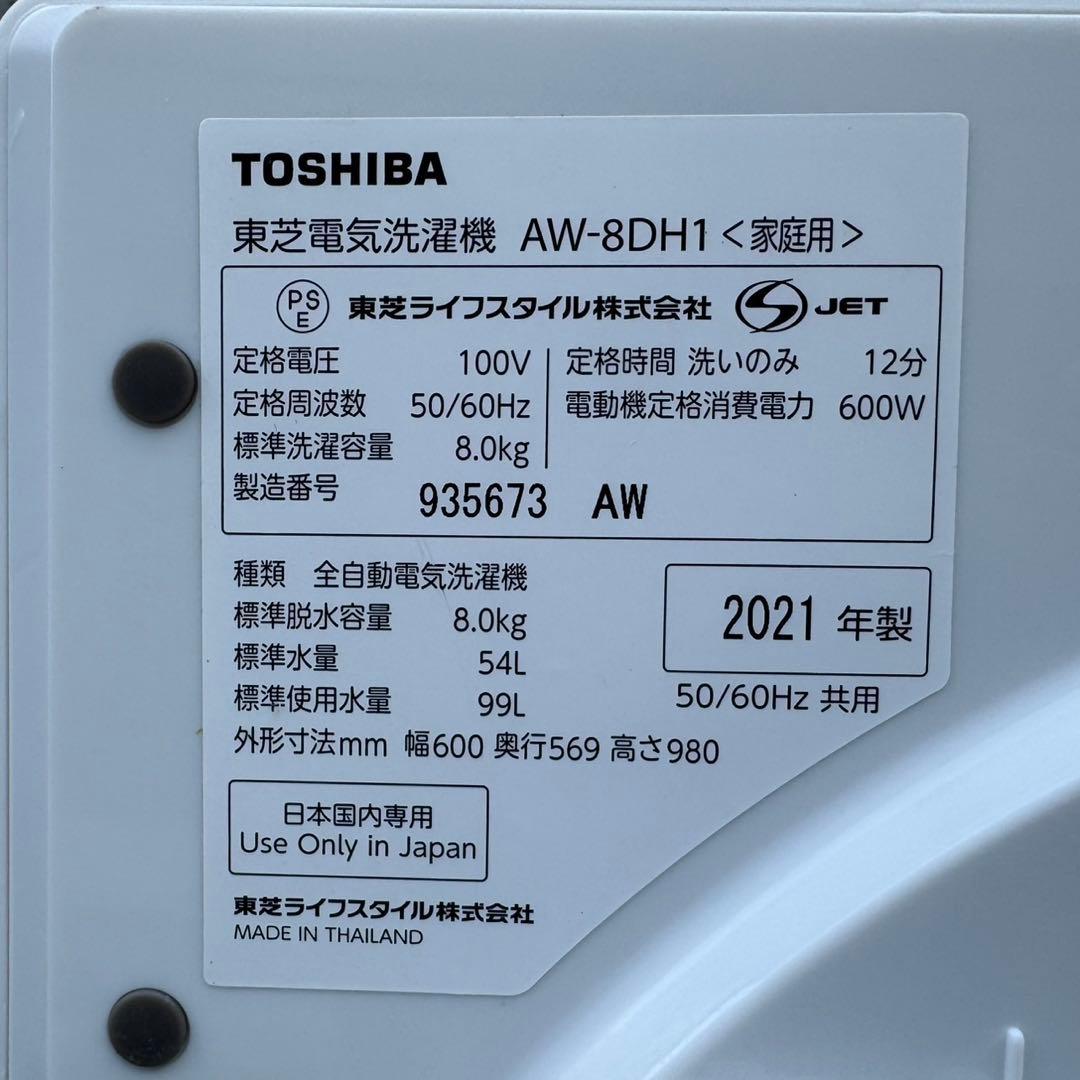 TOSHIBA
東芝電気洗濯機 AW-8DH1<家庭用>
PSE 東芝ライフスタイル株式会社 S JET
定格電圧 100V 定格時間 洗いのみ 12分
定格周波数 50/60Hz 電動機定格消費電力 600W
標準洗濯容量 8.0kg
製造番号 935673 AW
種類 全自動電気洗濯機
標準脱水容量 8.0kg
標準水量 54L
標準使用水量 99L
2021 年製
50/60Hz 共用
外形寸法mm 幅600 奥行569 高さ980
日本国内専用
Use Only in Japan
東芝ライフスタイル株式会社
MADE IN THAILAND